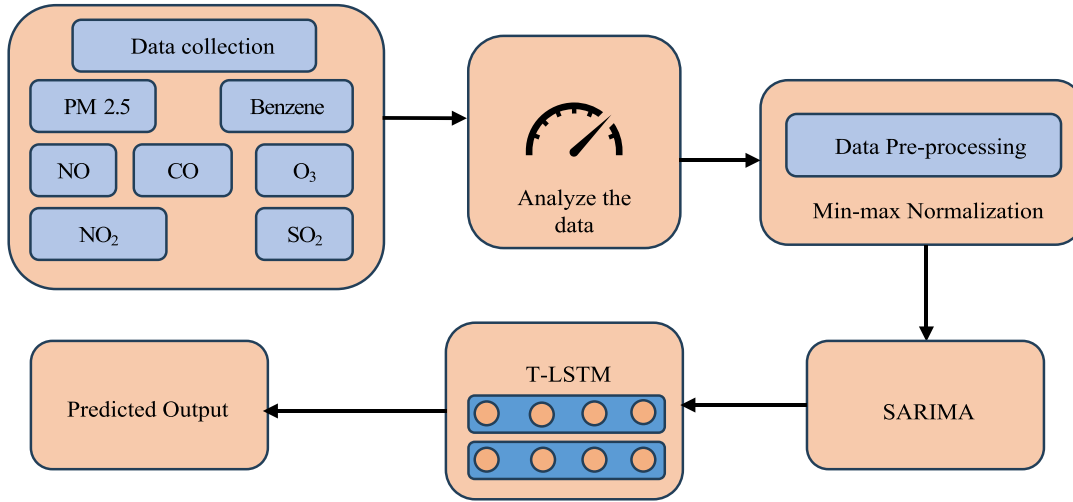 Data collection
PM 2.5
Benzene
NO
CO
O₃
NO₂
SO₂
Analyze the
data
Data Pre-processing
Min-max Normalization
SARIMA
T-LSTM
Predicted Output